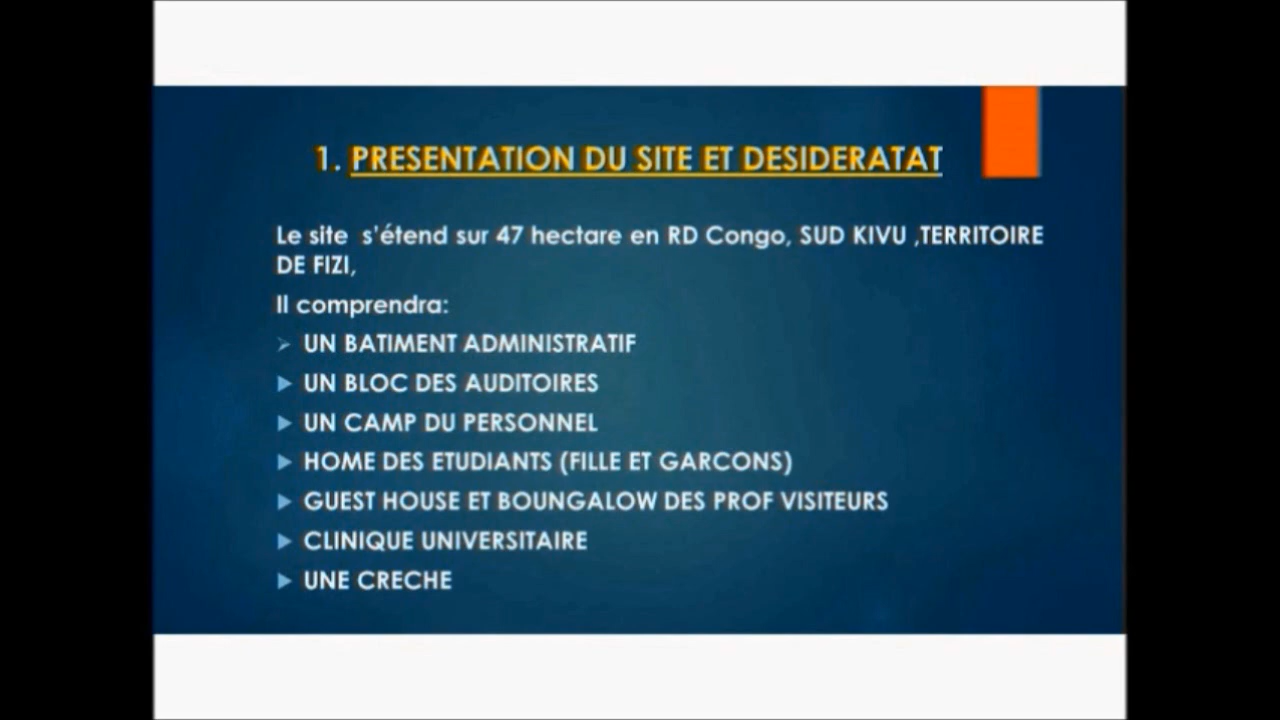 1. PRESENTATION DU SITE ET DESIDERATAT
Le site s'étend sur 47 hectare en RD Congo, SUD KIVU ,TERRITOIRE
DE FIZI,
Il comprendra:
UN BATIMENT ADMINISTRATIF
UN BLOC DES AUDITOIRES
UN CAMP DU PERSONNEL
HOME DES ETUDIANTS (FILLE ET GARCONS)
GUEST HOUSE ET BOUNGALOW DES PROF VISITEURS
CLINIQUE UNIVERSITAIRE
UNE CRECHE